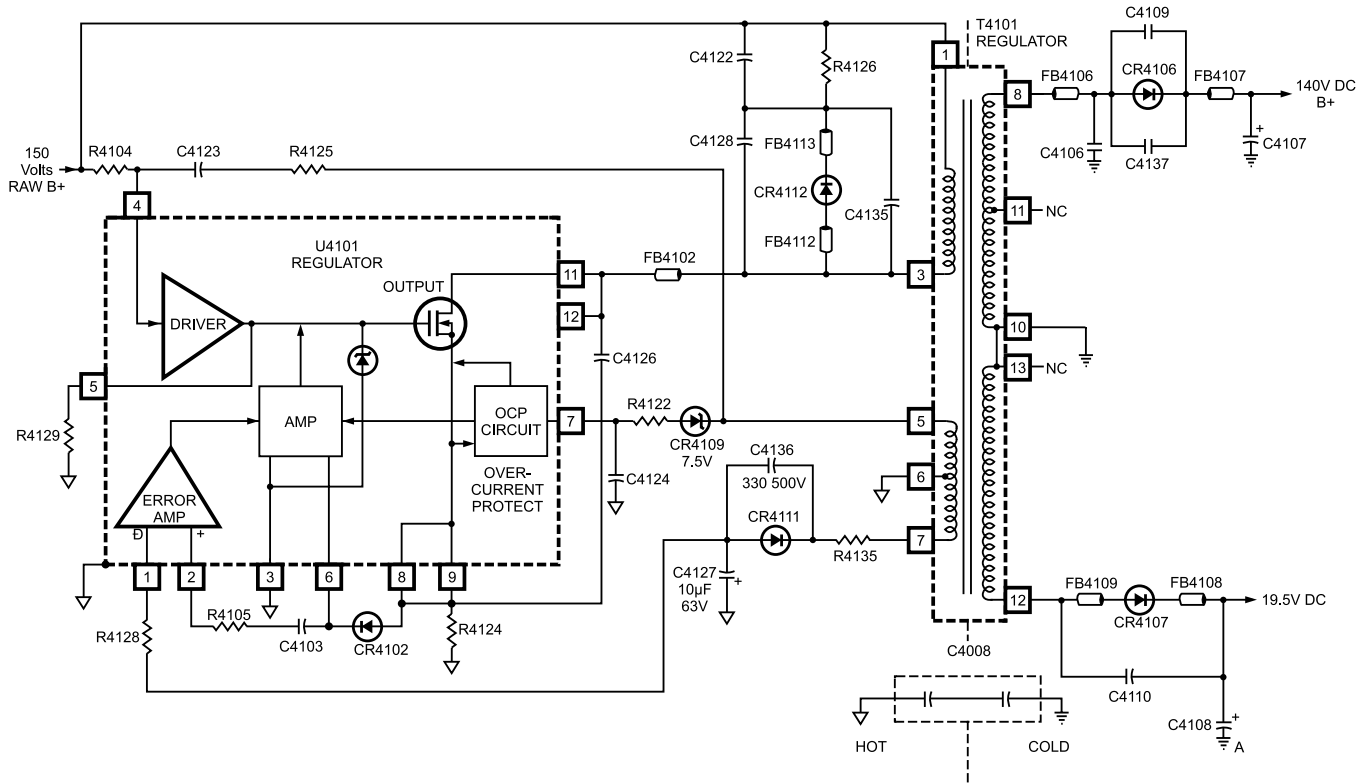 C4109
T4101
REGULATOR
1
C4122
R4126
FB4106
CR4106
FB4107
8
140V DC
B+
C4106
C4137
+
C4107
150
Volts
RAW B+
R4104
C4123
R4125
C4128
FB4113
CR4112
C4135
FB4112
4
11
NC
U4101
REGULATOR
FB4102
11
3
OUTPUT
DRIVER
12
10
C4126
13
NC
5
R4129
AMP
OCP
CIRCUIT
7
R4122
CR4109
7.5V
5
C4124
C4136
330 500V
6
OVER-
CURRENT
PROTECT
ERROR
AMP
Đ
+
CR4111
R4135
7
C4127
10µF
63V
+
1
2
3
6
8
9
12
FB4109
CR4107
FB4108
19.5V DC
R4128
R4105
C4103
CR4102
R4124
C4008
C4110
C4108
+
A
HOT
COLD